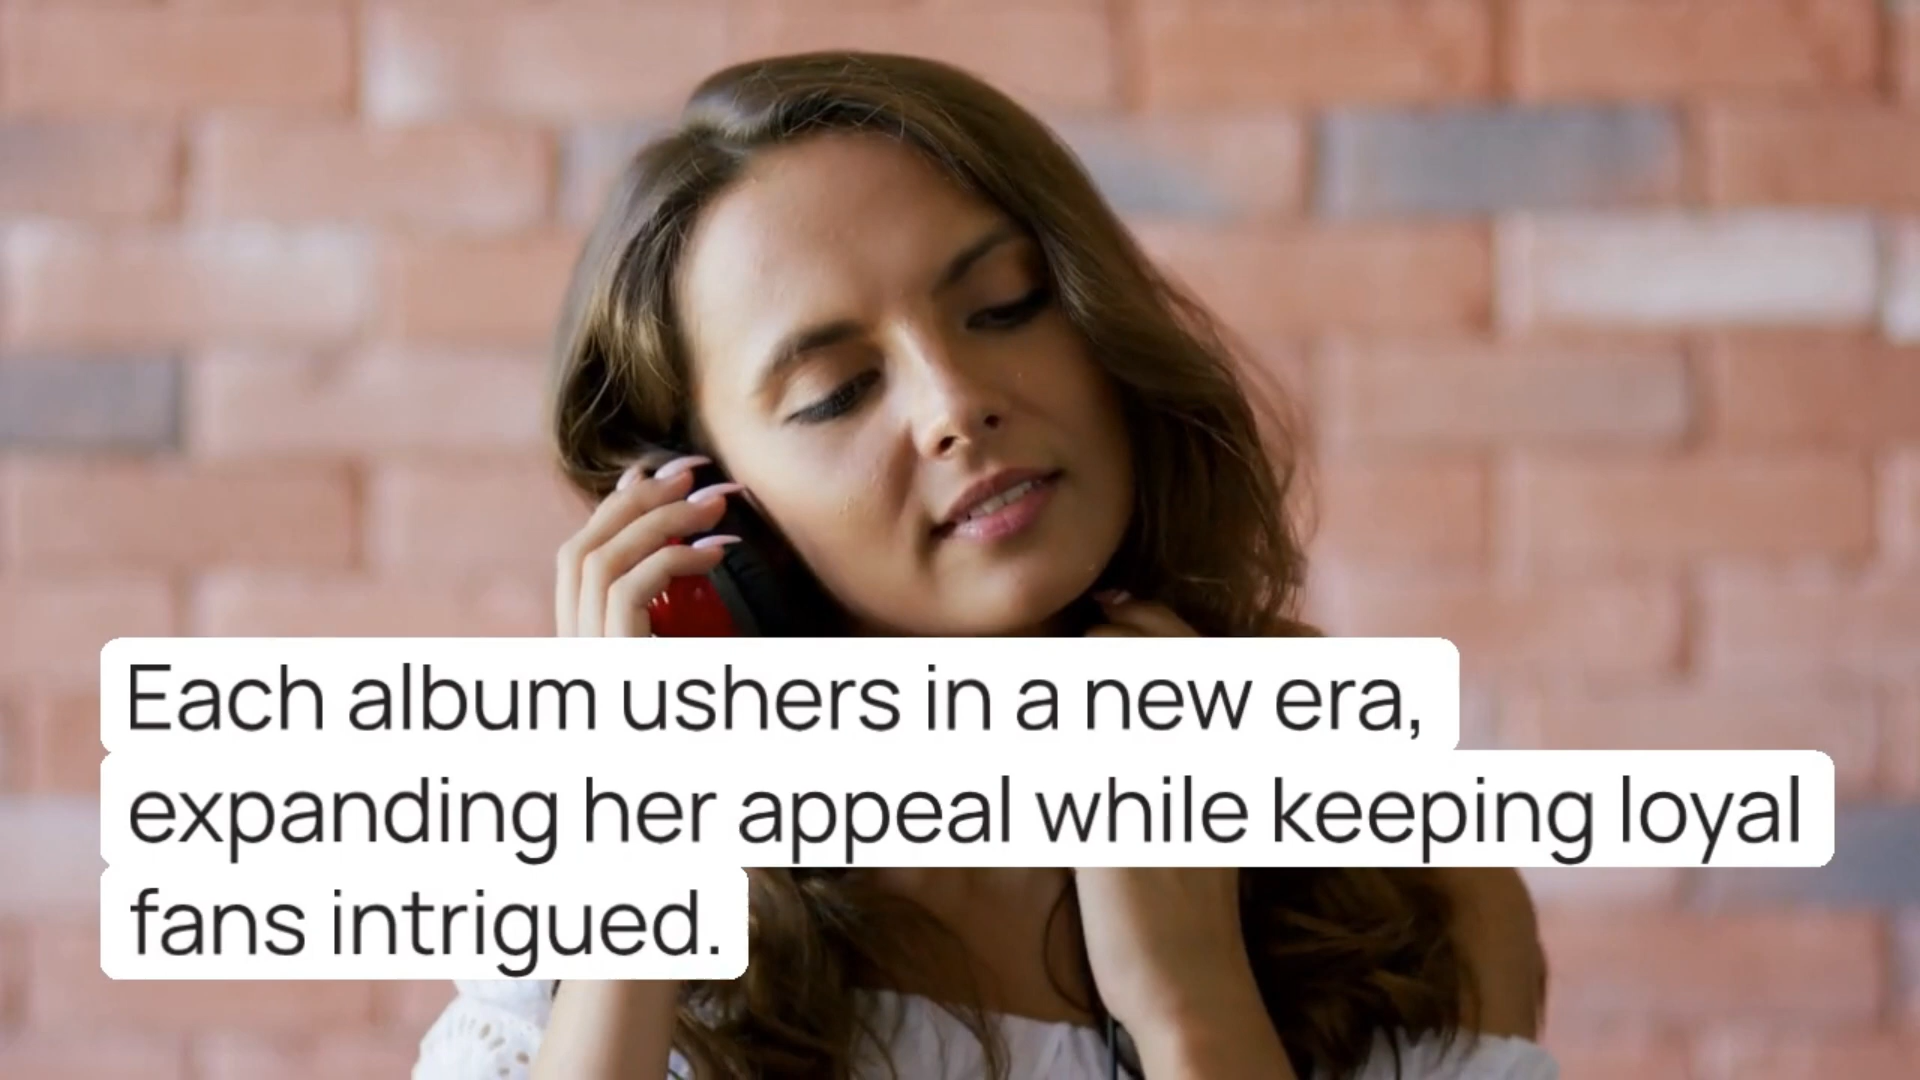 Each album ushers in a new era,
expanding her appeal while keeping loyal
fans intrigued.